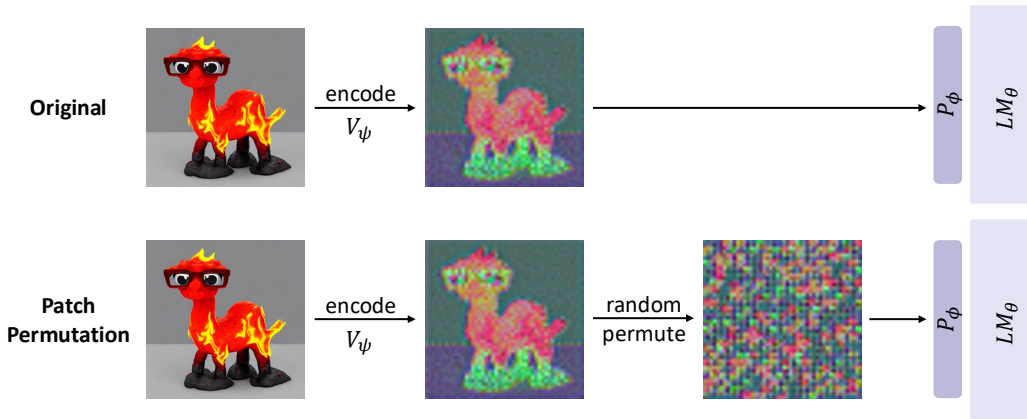 Original
encode
V_ψ
P_ϕ
LM_θ
Patch
Permutation
encode
V_ψ
random
permute
P_ϕ
LM_θ